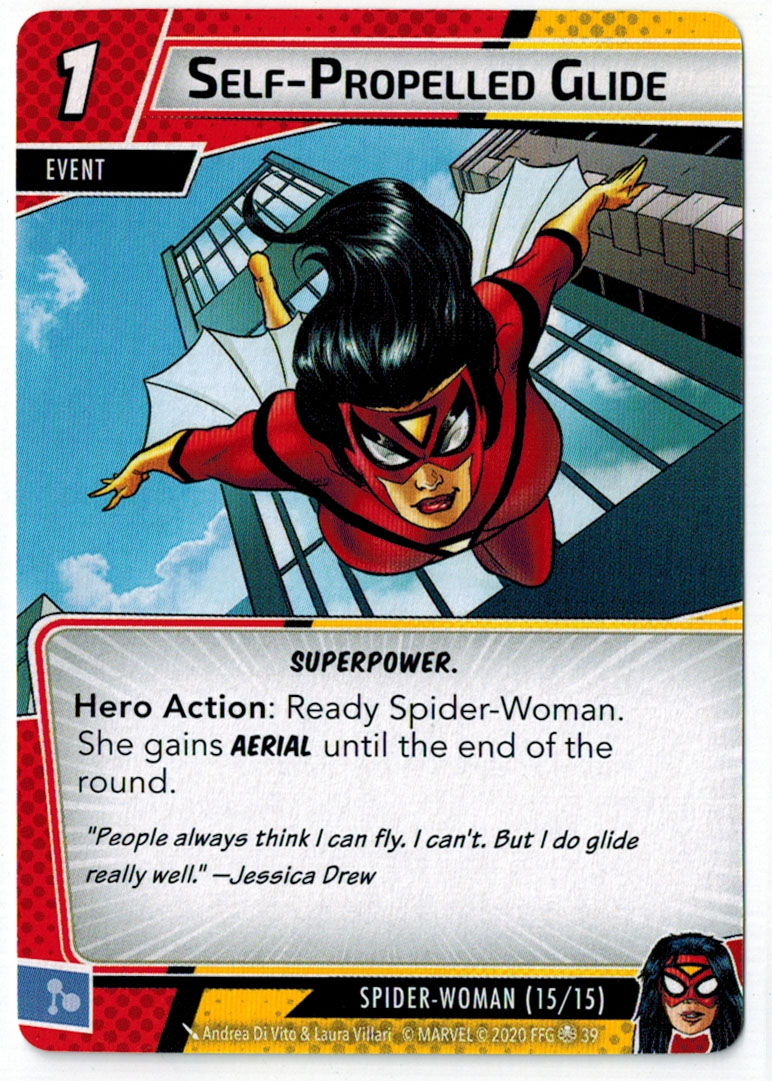 1
SELF-PROPELLED GLIDE
EVENT
SUPERPOWER.
Hero Action: Ready Spider-Woman.
She gains AERIAL until the end of the
round.
"People always think I can fly. I can't. But I do glide
really well." —Jessica Drew
SPIDER-WOMAN (15/15)
Andrea Di Vito & Laura Villari © MARVEL © 2020 FFG 39